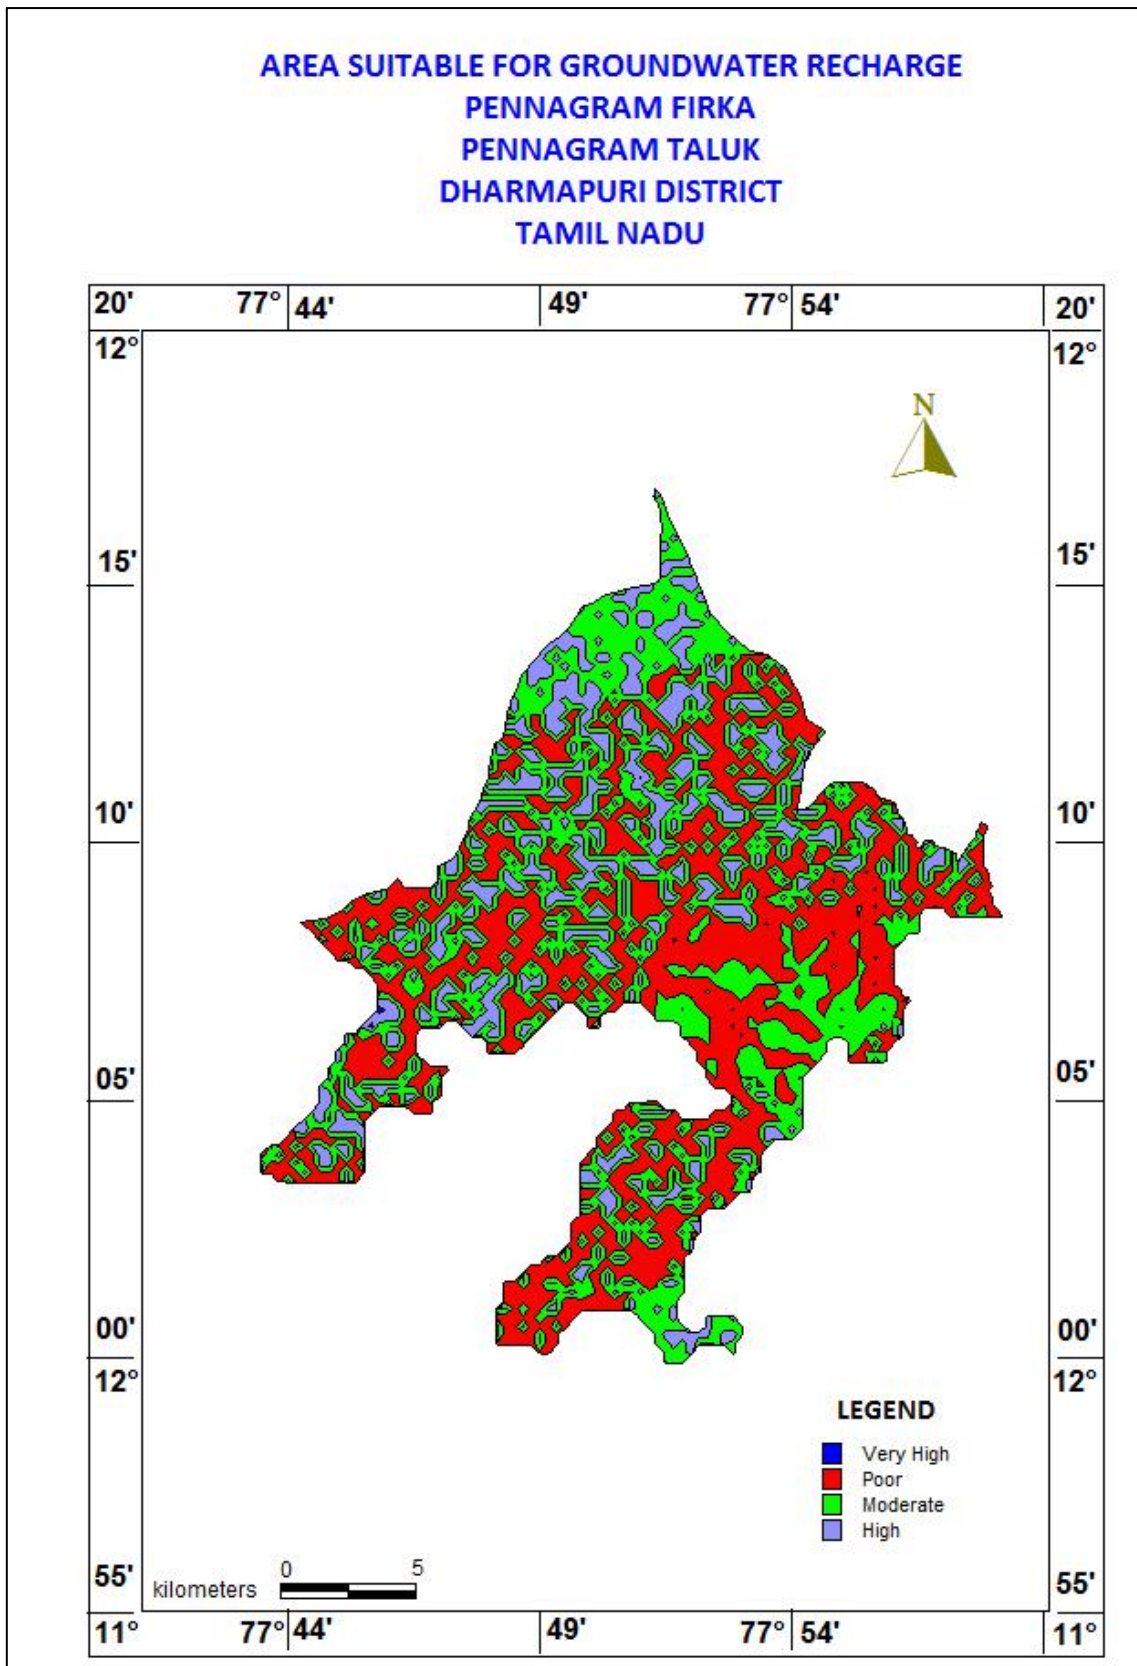 AREA SUITABLE FOR GROUNDWATER RECHARGE
PENNAGRAM FIRKA
PENNAGRAM TALUK
DHARMAPURI DISTRICT
TAMIL NADU
20' 77° 44' 49' 77° 54' 20'
12° 12°
N
15' 15'
10' 10'
05' 05'
00' 00'
12° 12°
LEGEND
Very High
Poor
Moderate
High
55' 55'
0 5
kilometers
11° 77° 44' 49' 77° 54' 11°